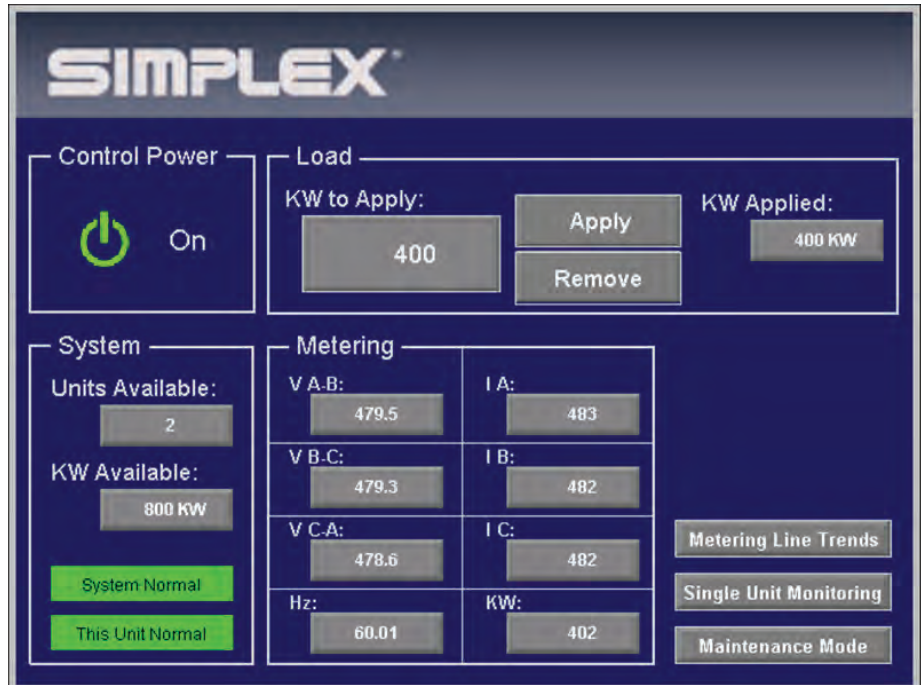 SIMPLEX
Control Power
On
Load
KW to Apply:
400
Apply
Remove
KW Applied:
400 KW
System
Units Available:
2
KW Available:
800 KW
System Normal
This Unit Normal
Metering
V A-B:
479.5
I A:
483
V B-C:
479.3
I B:
482
V C-A:
478.6
I C:
482
Hz:
60.01
KW:
402
Metering Line Trends
Single Unit Monitoring
Maintenance Mode